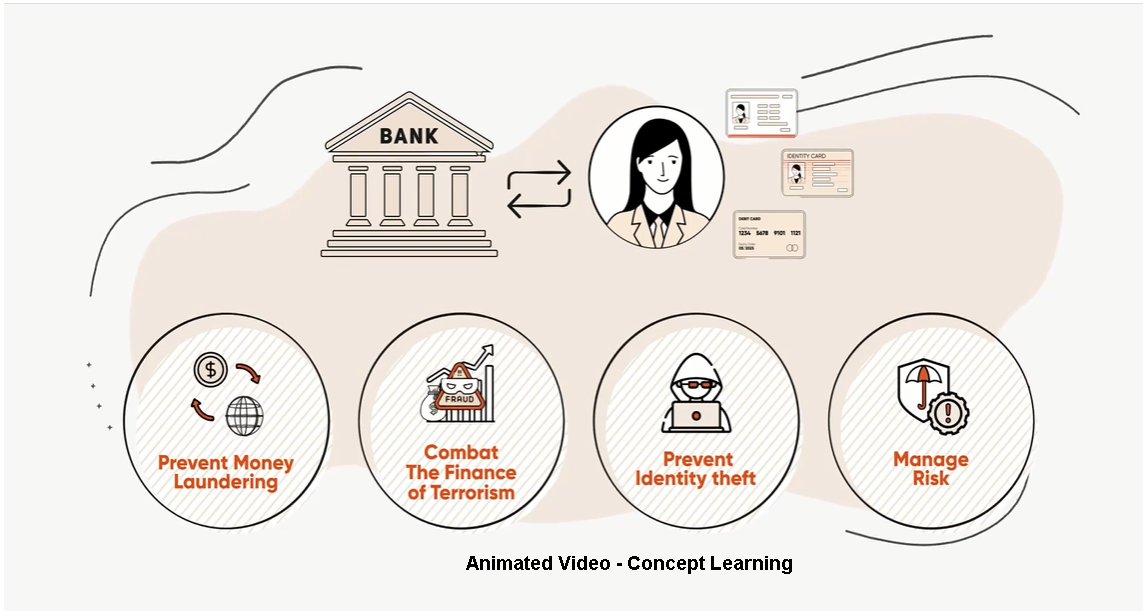 BANK
IDENTITY CARD
DEBIT CARD
1234 5678 9101 1121
Prevent Money
Laundering
$
FRAUD
Combat
The Finance
of Terrorism
Prevent
Identity theft
Manage
Risk
Animated Video - Concept Learning